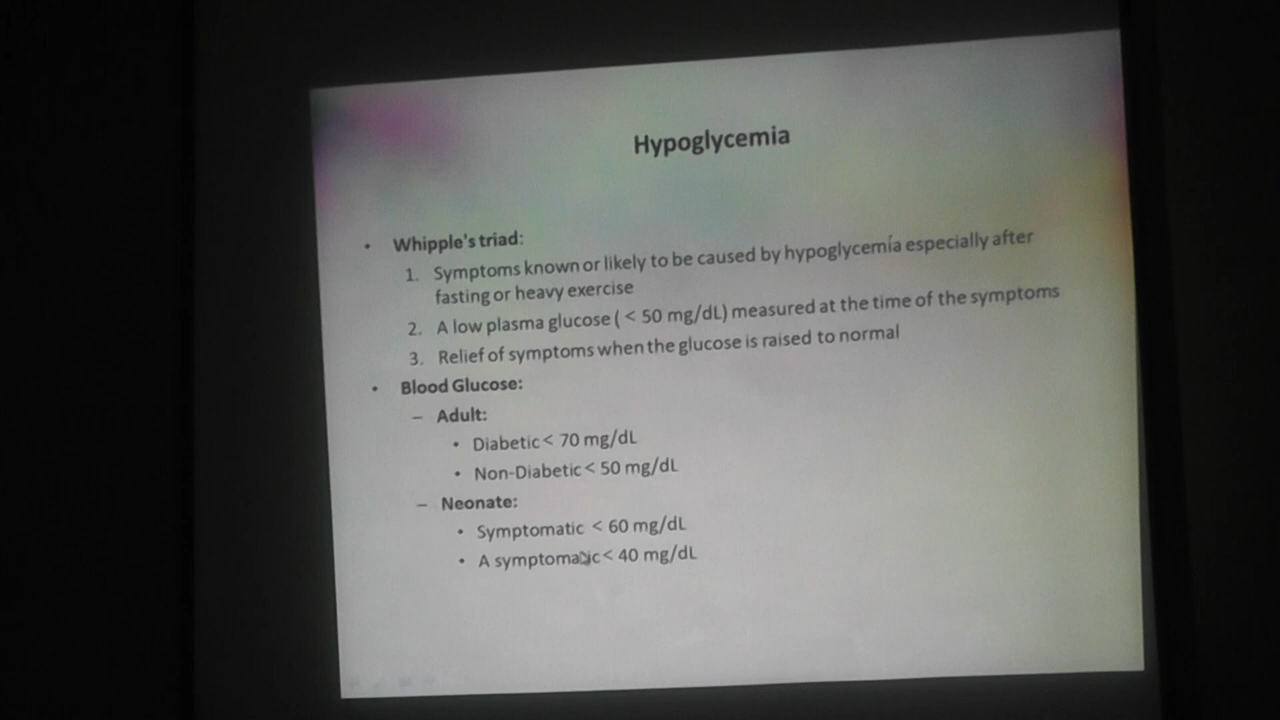 Hypoglycemia
• Whipple's triad:
1. Symptoms known or likely to be caused by hypoglycemia especially after
fasting or heavy exercise
2. A low plasma glucose ( < 50 mg/dL) measured at the time of the symptoms
3. Relief of symptoms when the glucose is raised to normal
• Blood Glucose:
– Adult:
• Diabetic < 70 mg/dL
• Non-Diabetic < 50 mg/dL
– Neonate:
• Symptomatic < 60 mg/dL
• A symptomatic < 40 mg/dL